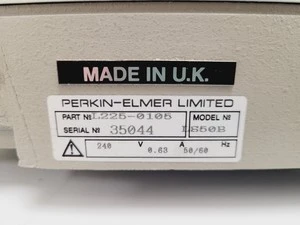 MADE IN U.K.
PERKIN-ELMER LIMITED
PART № L225-0105 MODEL №
SERIAL № 35044 LS50B
240 V 0.63 A 50/60 Hz